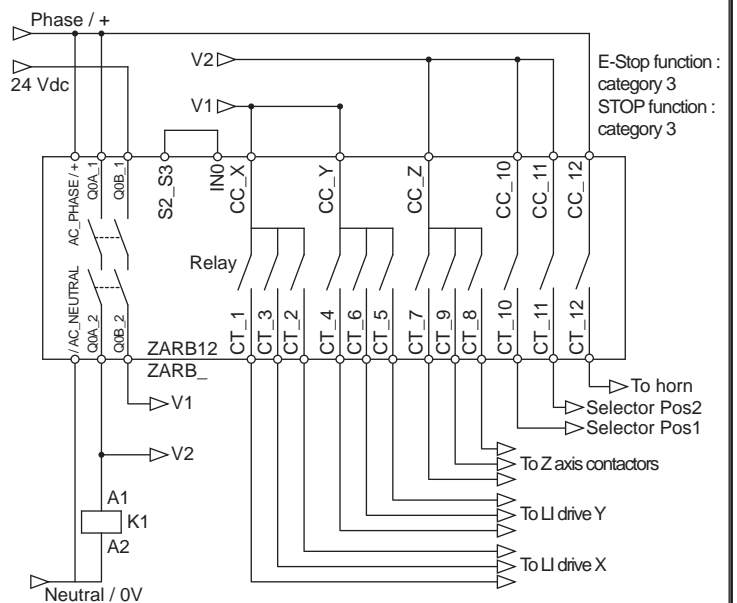 Phase / +
24 Vdc
V2
V1
E-Stop function :
category 3
STOP function :
category 3
AC_PHASE / +
Q0A_1
Q0B_1
S2_S3
IN0
CC_X
CC_Y
CC_Z
CC_10
CC_11
CC_12
Relay
/ AC_NEUTRAL
Q0A_2
Q0B_2
ZARB12
ZARB_
CT_1
CT_3
CT_2
CT_4
CT_6
CT_5
CT_7
CT_9
CT_8
CT_10
CT_11
CT_12
To horn
V1
Selector Pos2
Selector Pos1
V2
To Z axis contactors
A1
K1
A2
To LI drive Y
To LI drive X
Neutral / 0V